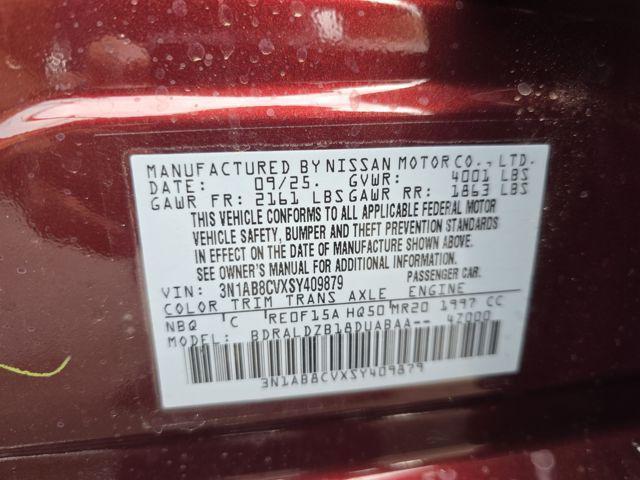 MANUFACTURED BY NISSAN MOTOR CO., LTD.
DATE: 09/25. GVWR: 4001 LBS
GAWR FR: 2161 LBS GAWR RR: 1863 LBS
THIS VEHICLE CONFORMS TO ALL APPLICABLE FEDERAL MOTOR
VEHICLE SAFETY, BUMPER AND THEFT PREVENTION STANDARDS
IN EFFECT ON THE DATE OF MANUFACTURE SHOWN ABOVE.
SEE OWNER'S MANUAL FOR ADDITIONAL INFORMATION.
VIN: 3N1AB8CVXSY409879 PASSENGER CAR.
COLOR TRIM TRANS AXLE ENGINE
NBQ C RE0F15A HQ50 MR20 1997 CC
MODEL: BDRALDZB18DUABAA-- 47000
3N1AB8CVXSY409879